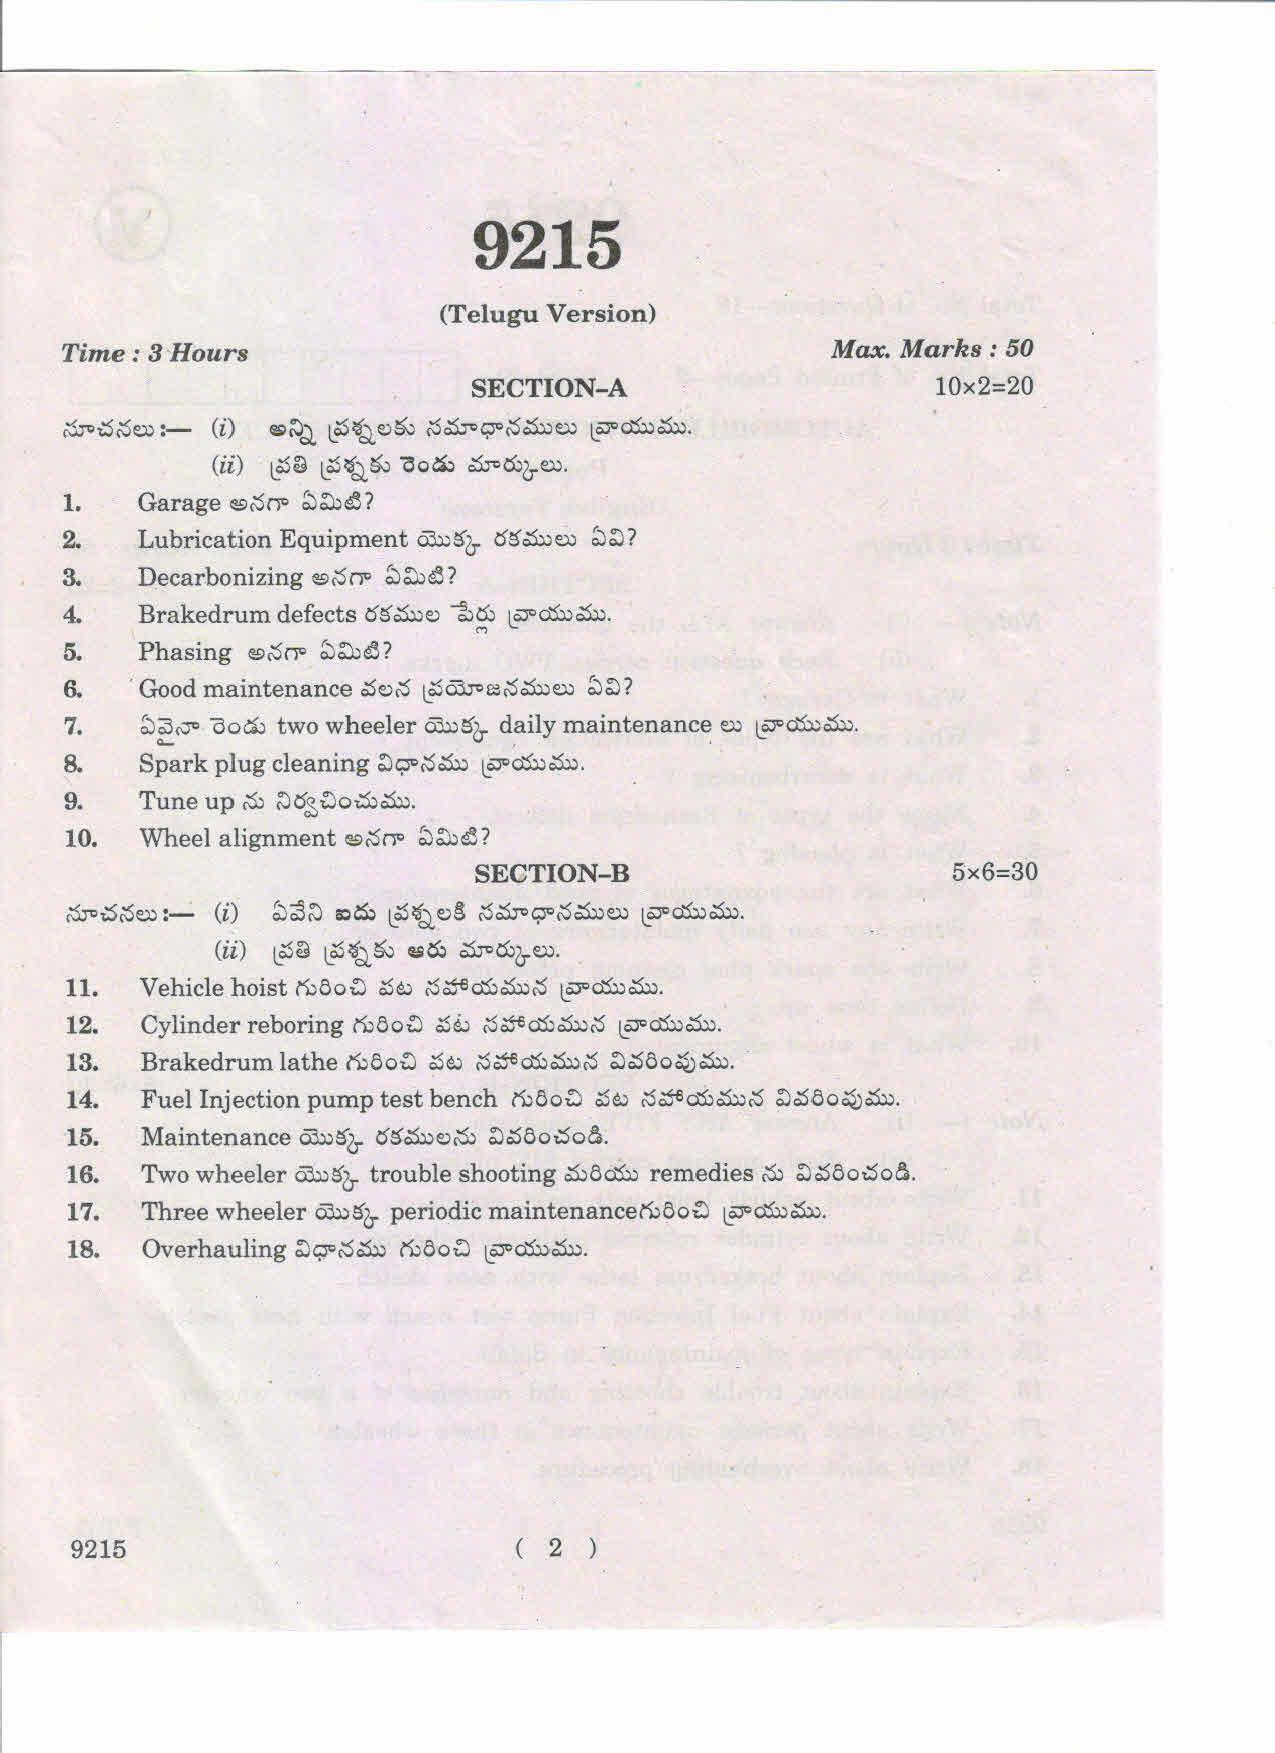 9215
(Telugu Version)
Time : 3 Hours Max. Marks : 50
SECTION-A 10×2=20
సూచనలు :— (i) అన్ని ప్రశ్నలకు సమాధానములు వ్రాయుము.
(ii) ప్రతి ప్రశ్నకు రెండు మార్కులు.
1. Garage అనగా ఏమిటి?
2. Lubrication Equipment యొక్క రకములు ఏవి?
3. Decarbonizing అనగా ఏమిటి?
4. Brakedrum defects రకముల పేర్లు వ్రాయుము.
5. Phasing అనగా ఏమిటి?
6. Good maintenance వలన ప్రయోజనములు ఏవి?
7. ఏవైనా రెండు two wheeler యొక్క daily maintenance లు వ్రాయుము.
8. Spark plug cleaning విధానము వ్రాయుము.
9. Tune up ను నిర్వచించుము.
10. Wheel alignment అనగా ఏమిటి?
SECTION-B 5×6=30
సూచనలు :— (i) ఏవేని ఐదు ప్రశ్నలకి సమాధానములు వ్రాయుము.
(ii) ప్రతి ప్రశ్నకు ఆరు మార్కులు.
11. Vehicle hoist గురించి పట సహాయమున వ్రాయుము.
12. Cylinder reboring గురించి పట సహాయమున వ్రాయుము.
13. Brakedrum lathe గురించి పట సహాయమున వివరింపుము.
14. Fuel Injection pump test bench గురించి పట సహాయమున వివరింపుము.
15. Maintenance యొక్క రకములను వివరించండి.
16. Two wheeler యొక్క trouble shooting మరియు remedies ను వివరించండి.
17. Three wheeler యొక్క periodic maintenanceగురించి వ్రాయుము.
18. Overhauling విధానము గురించి వ్రాయుము.
9215 ( 2 )